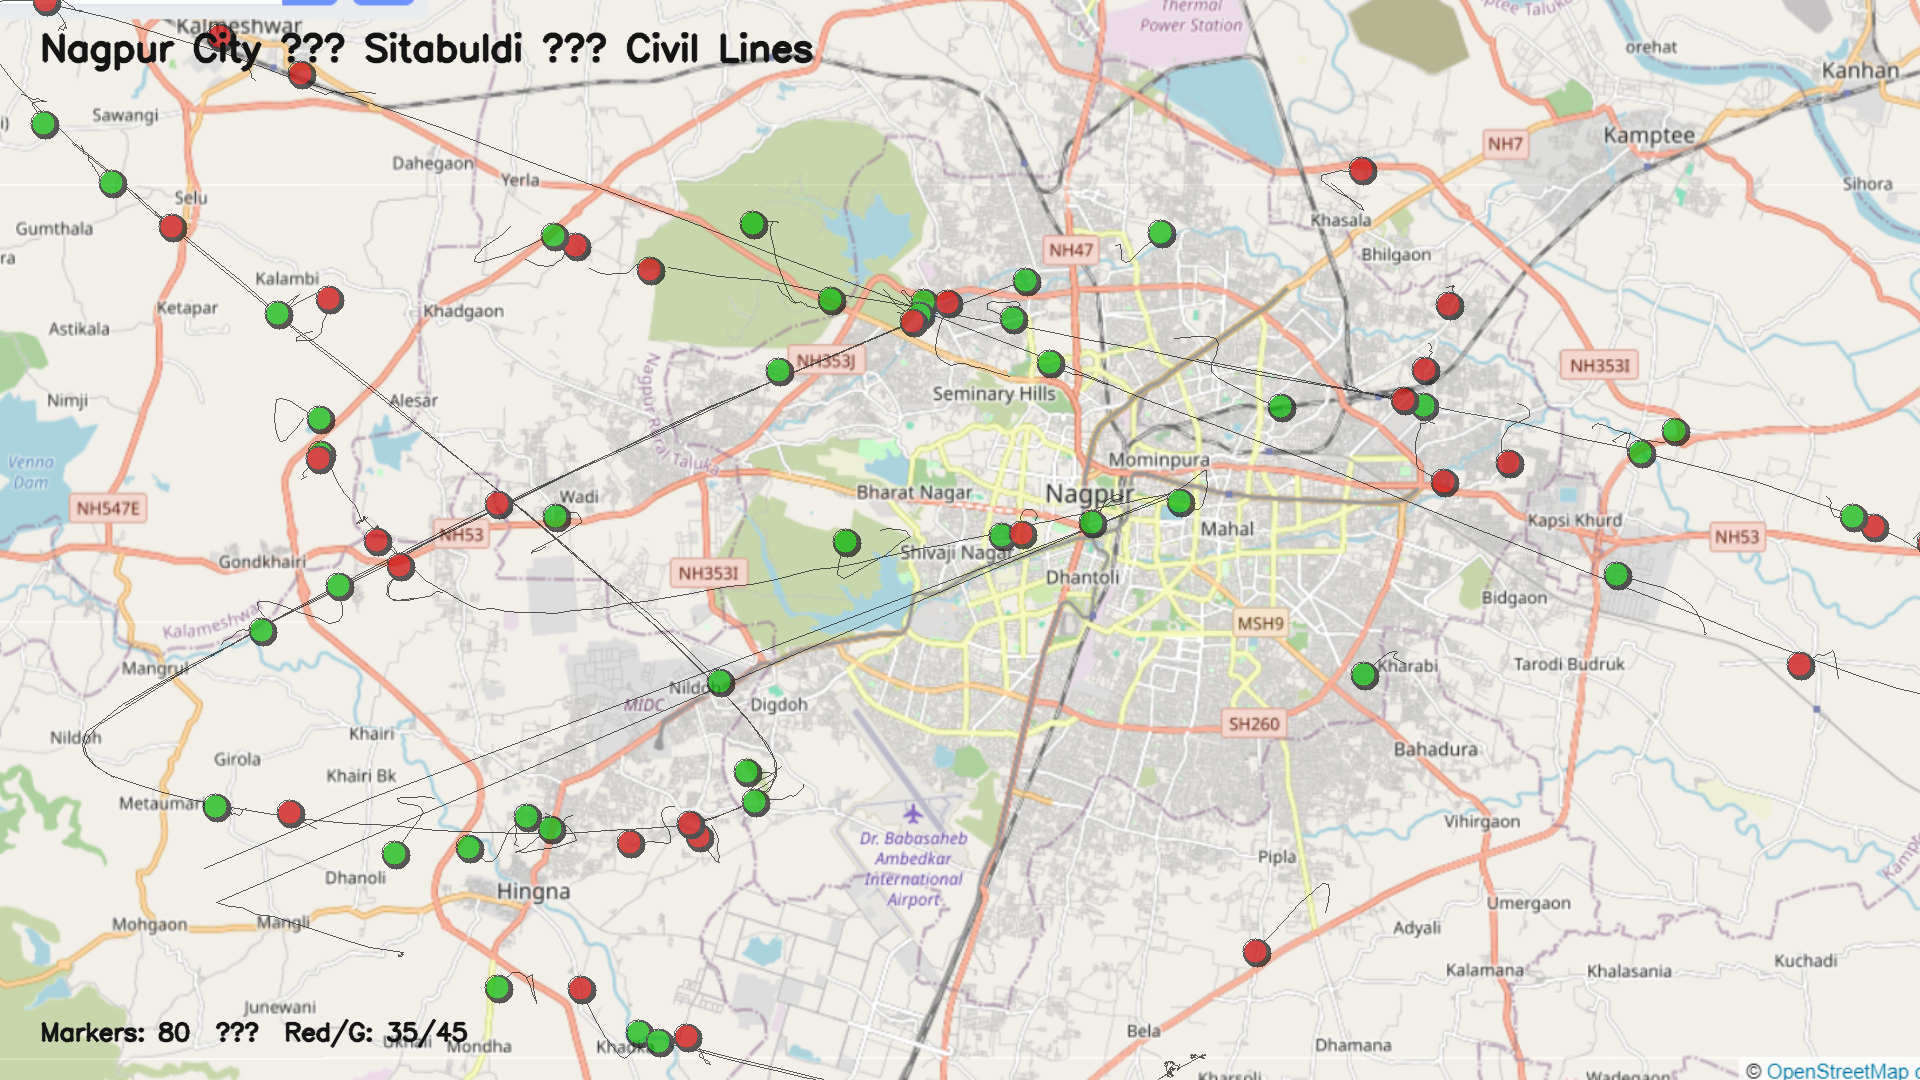 Kalmeshwar
Nagpur City ??? Sitabuldi ??? Civil Lines
Thermal
Power Station
orehat
Kanhan
Sawangi
i)
Dahegaon
Yerla
NH7
Kamptee
Selu
Sihora
Gumthala
Khasala
ra
NH47
Bhilgaon
Kalambi
Ketapar
Khadgaon
Astikala
NH353J
NH353I
Seminary Hills
Nimji
Alesar
Nagpur Rural Taluka
Mominpura
Venna
Dam
Wadi
Bharat Nagar
Nagpur
NH547E
NH53
Mahal
Kapsi Khurd
NH53
Gondkhairi
Shivaji Nagar
NH353I
Dhantoli
Bidgaon
Kalameshwar
MSH9
Mangrul
Kharabi
Tarodi Budruk
MIDC
Digdoh
SH260
Nildoh
Khairi
Bahadura
Girola
Khairi Bk
Vihirgaon
Dr. Babasaheb
Ambedkar
International
Airport
Pipla
Dhanoli
Hingna
Umergaon
Mohgaon
Mangli
Adyali
Kuchadi
Kalamana
Khalasania
Junewani
Markers: 80 ??? Red/G: 35/45
Bela
Mondha
Dhamana
Kharsoli
Wadegaon
© OpenStreetMap c